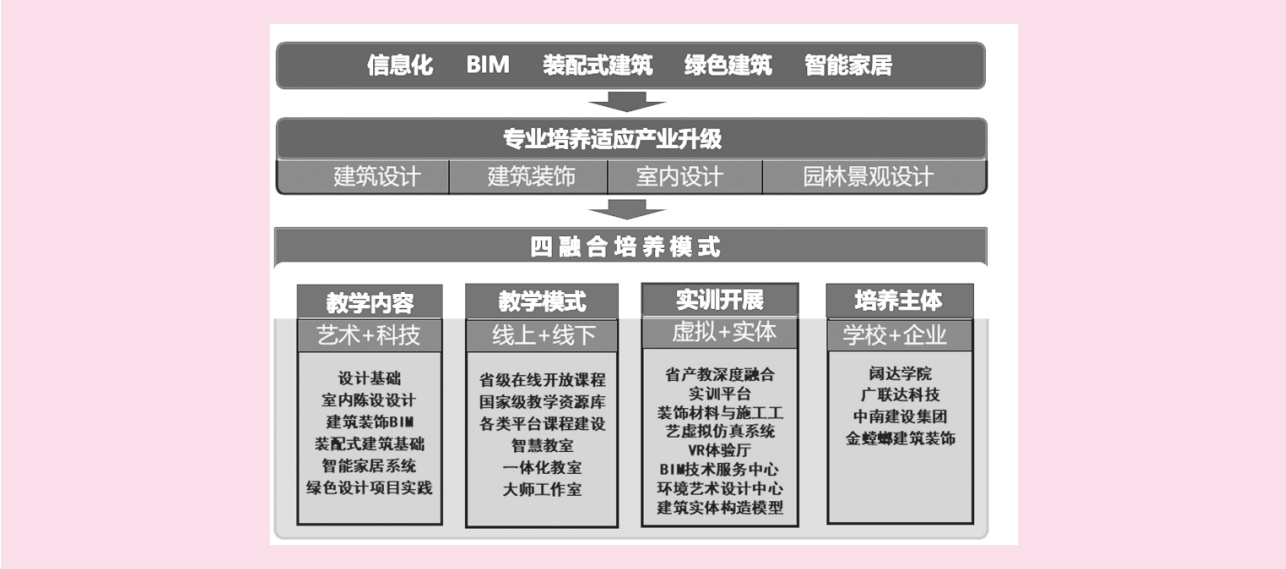 信息化 BIM 装配式建筑 绿色建筑 智能家居
专业培养适应产业升级
建筑设计 建筑装饰 室内设计 园林景观设计
四融合培养模式
教学内容
艺术+科技
设计基础
室内陈设设计
建筑装饰BIM
装配式建筑基础
智能家居系统
绿色设计项目实践
教学模式
线上+线下
省级在线开放课程
国家级教学资源库
各类平台课程建设
智慧教室
一体化教室
大师工作室
实训开展
虚拟+实体
省产教深度融合
实训平台
装饰材料与施工工
艺虚拟仿真系统
VR体验厅
BIM技术服务中心
环境艺术设计中心
建筑实体构造模型
培养主体
学校+企业
阔达学院
广联达科技
中南建设集团
金螳螂建筑装饰